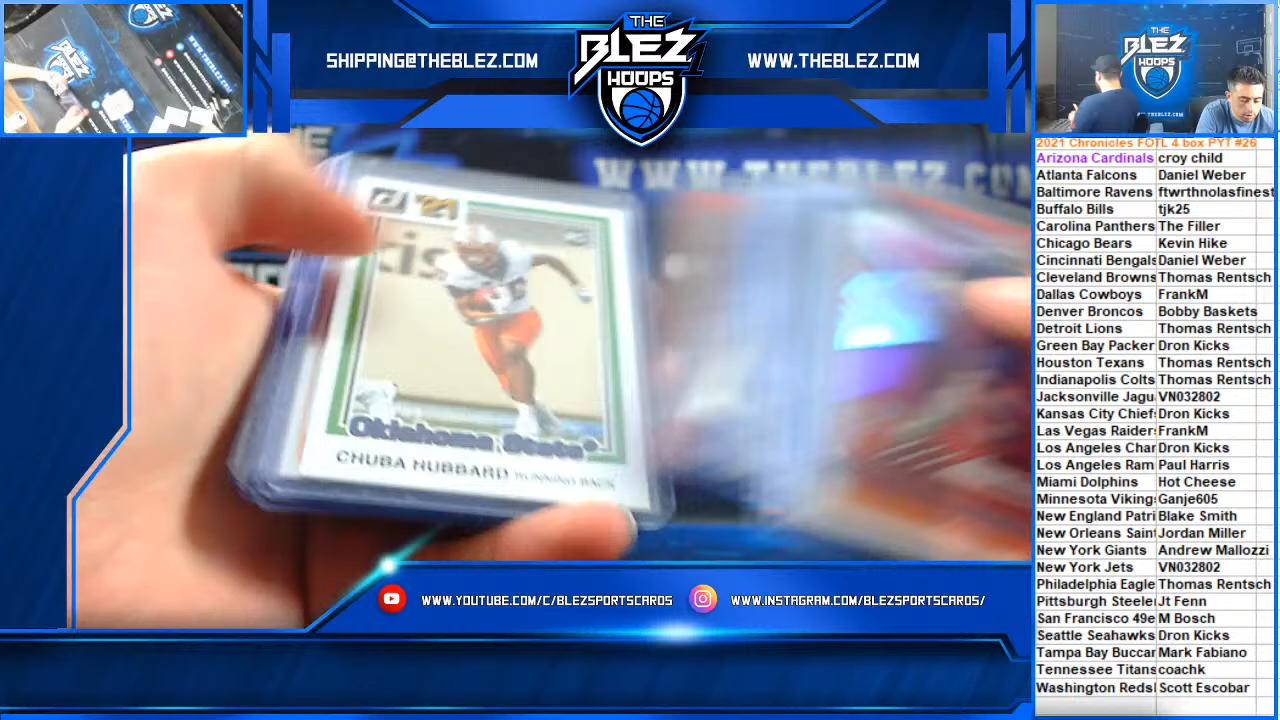 SHIPPING@THEBLEZ.COM
THE
BLEZ
HOOPS
WWW.THEBLEZ.COM
THE
BLEZ
HOOPS
'21
Oklahoma State
CHUBA HUBBARD RUNNING BACK
WWW.YOUTUBE.COM/C/BLEZSPORTSCARDS
WWW.INSTAGRAM.COM/BLEZSPORTSCARDS/
2021 Chronicles FOTL 4 box PYT #26
Arizona Cardinals croy child
Atlanta Falcons Daniel Weber
Baltimore Ravens ftwrthnolasfinest
Buffalo Bills tjk25
Carolina Panthers The Filler
Chicago Bears Kevin Hike
Cincinnati Bengals Daniel Weber
Cleveland Browns Thomas Rentsch
Dallas Cowboys FrankM
Denver Broncos Bobby Baskets
Detroit Lions Thomas Rentsch
Green Bay Packer Dron Kicks
Houston Texans Thomas Rentsch
Indianapolis Colts Thomas Rentsch
Jacksonville Jagu VN032802
Kansas City Chief Dron Kicks
Las Vegas Raider FrankM
Los Angeles Char Dron Kicks
Los Angeles Ram Paul Harris
Miami Dolphins Hot Cheese
Minnesota Viking Ganje605
New England Patri Blake Smith
New Orleans Saint Jordan Miller
New York Giants Andrew Mallozzi
New York Jets VN032802
Philadelphia Eagle Thomas Rentsch
Pittsburgh Steele Jt Fenn
San Francisco 49e M Bosch
Seattle Seahawks Dron Kicks
Tampa Bay Buccar Mark Fabiano
Tennessee Titans coachk
Washington Redsk Scott Escobar